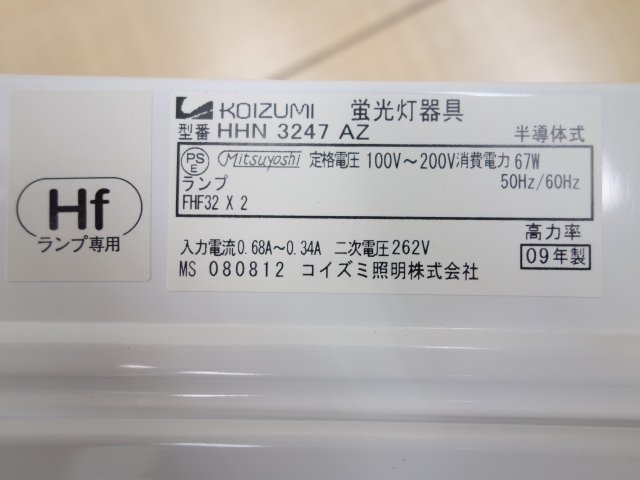 KOIZUMI 蛍光灯器具
型番 HHN 3247 AZ 半導体式
PS E Mitsuyoshi 定格電圧 100V～200V消費電力 67W
ランプ 50Hz/60Hz
FHF32 X 2
高力率
入力電流0.68A～0.34A 二次電圧262V
MS 080812 コイズミ照明株式会社 09年製
Hf
ランプ専用